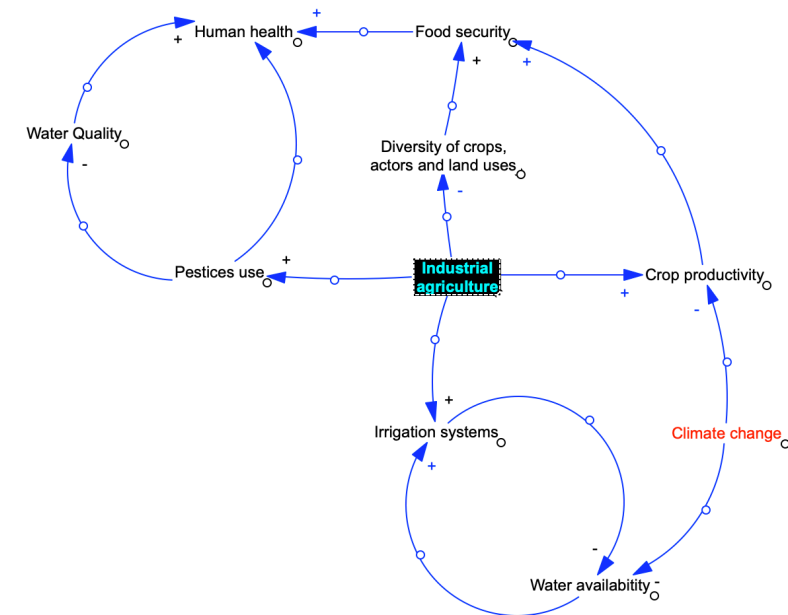 +
Human health
Food security
+
+
+
Water Quality
-
Diversity of crops,
actors and land uses
-
Pestices use
+
Industrial
agriculture
Crop productivity
+
-
+
Irrigation systems
Climate change
+
-
Water availabitity
-